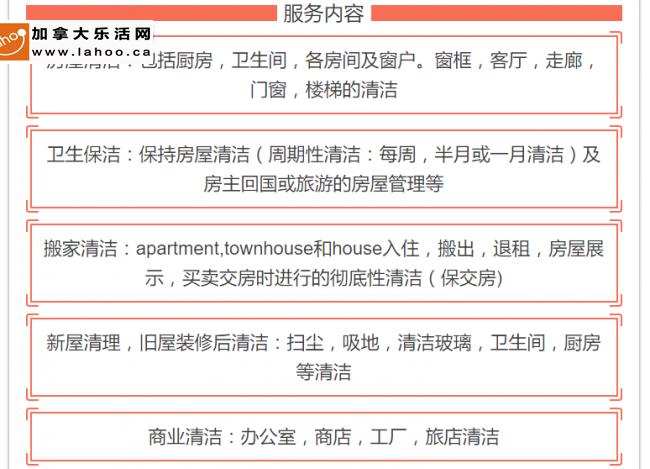 服务内容
加拿大乐活网
www.lahoo.ca
房屋清洁：包括厨房，卫生间，各房间及窗户。窗框，客厅，走廊，
门窗，楼梯的清洁
卫生保洁：保持房屋清洁（周期性清洁：每周，半月或一月清洁）及
房主回国或旅游的房屋管理等
搬家清洁：apartment,townhouse和house入住，搬出，退租，房屋展
示，买卖交房时进行的彻底性清洁（保交房)
新屋清理，旧屋装修后清洁：扫尘，吸地，清洁玻璃，卫生间，厨房
等清洁
商业清洁：办公室，商店，工厂，旅店清洁